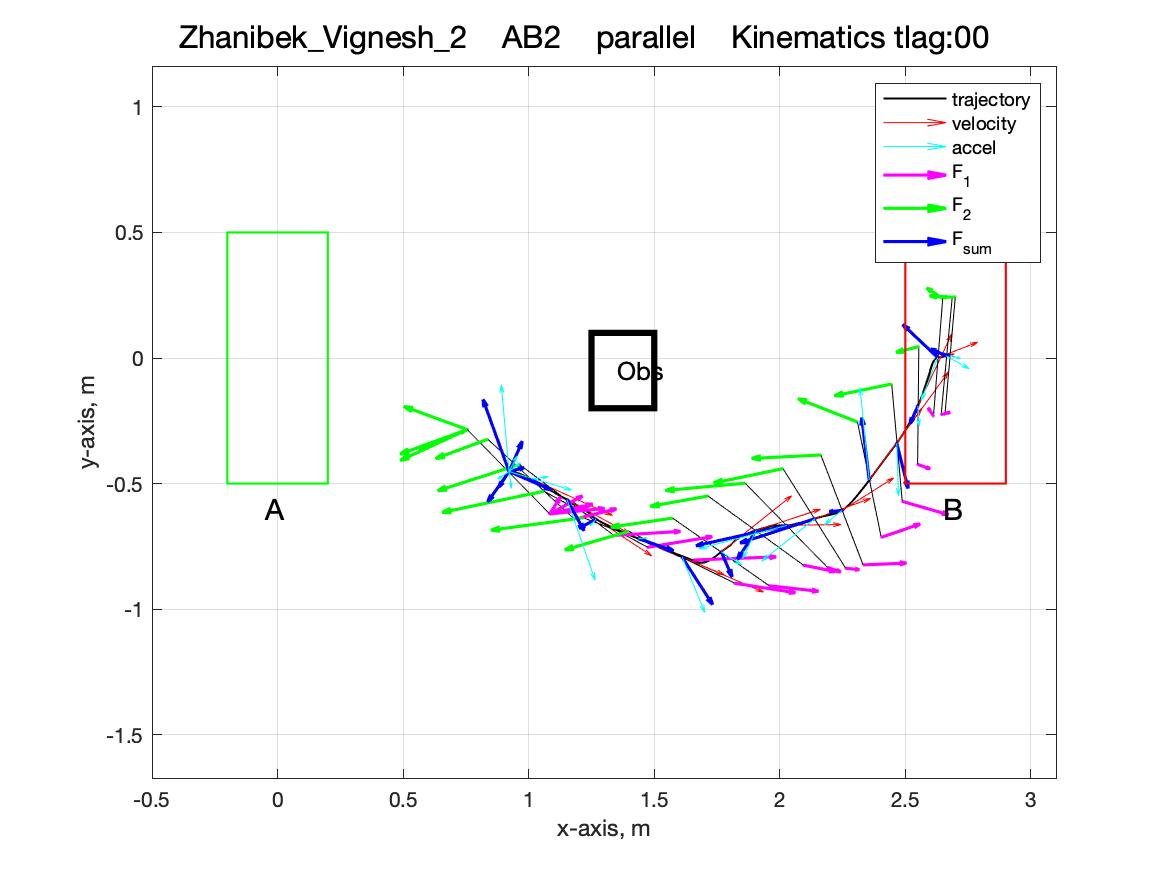 Zhanibek_Vignesh_2 AB2 parallel Kinematics tlag:00
trajectory
velocity
accel
F1
F2
Fsum
1
0.5
0
-0.5
-1
-1.5
y-axis, m
Obs
A
B
-0.5 0 0.5 1 1.5 2 2.5 3
x-axis, m